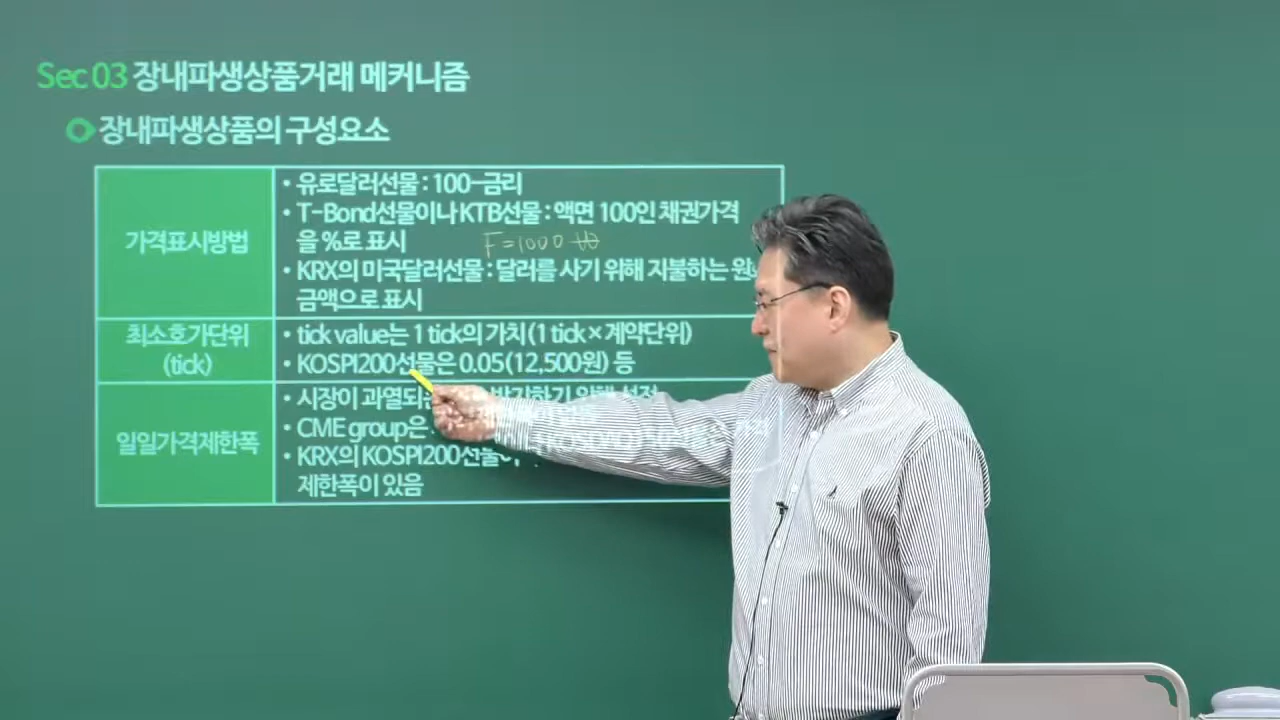 Sec 03 장내파생상품거래 메커니즘
장내파생상품의 구성요소
가격표시방법
• 유로달러선물 : 100-금리
• T-Bond선물이나 KTB선물 : 액면 100인 채권가격
을 %로 표시
F=1000
• KRX의 미국달러선물 : 달러를 사기 위해 지불하는
금액으로 표시
최소호가단위
(tick)
• tick value는 1 tick의 가치(1 tick×계약단위)
• KOSPI200선물은 0.05(12,500원) 등
일일가격제한폭
• 시장이 과열되
• CME group은
• KRX의 KOSPI200선물이
제한폭이 있음